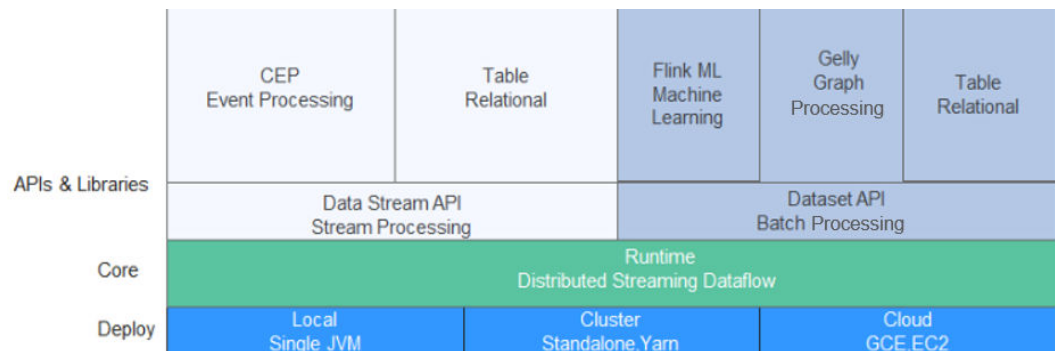 CEP
Event Processing
Table
Relational
Flink ML
Machine
Learning
Gelly
Graph
Processing
Table
Relational
APIs & Libraries
Data Stream API
Stream Processing
Dataset API
Batch Processing
Core
Runtime
Distributed Streaming Dataflow
Deploy
Local
Single JVM
Cluster
Standalone.Yarn
Cloud
GCE.EC2